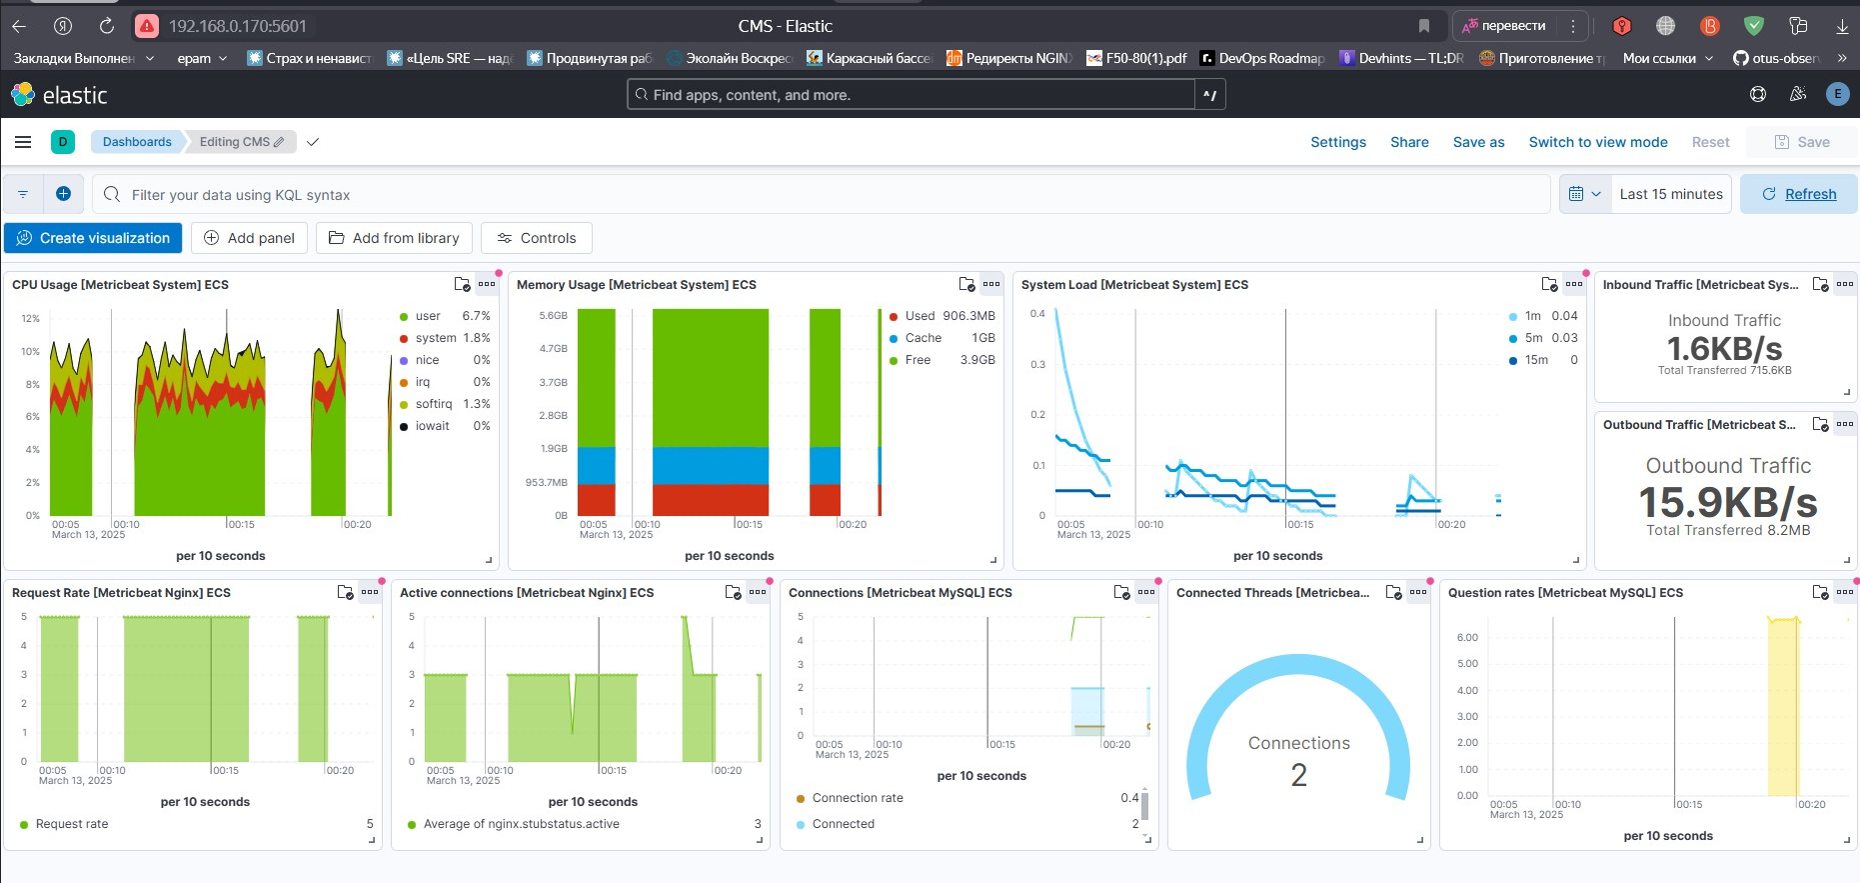 192.168.0.170:5601
CMS - Elastic
перевести
Закладки Выполнен
epam
Страх и ненавист
«Цель SRE — над
Продвинутая раб
Эколайн Воскрес
Каркасный бассе
Редиректы NGINX
F50-80(1).pdf
DevOps Roadmap
Devhints — TL;DR
Приготовление т
Мои ссылки
otus-obser
elastic
Find apps, content, and more.
^/
E
D
Dashboards
Editing CMS
Settings
Share
Save as
Switch to view mode
Reset
Save
Filter your data using KQL syntax
Last 15 minutes
Refresh
Create visualization
Add panel
Add from library
Controls
CPU Usage [Metricbeat System] ECS
12%
10%
8%
6%
4%
2%
0%
00:05
00:10
00:15
00:20
March 13, 2025
per 10 seconds
user 6.7%
system 1.8%
nice 0%
irq 0%
softirq 1.3%
iowait 0%
Memory Usage [Metricbeat System] ECS
5.6GB
4.7GB
3.7GB
2.8GB
1.9GB
953.7MB
0B
00:05
00:10
00:15
00:20
March 13, 2025
per 10 seconds
Used 906.3MB
Cache 1GB
Free 3.9GB
System Load [Metricbeat System] ECS
0.4
0.3
0.2
0.1
0
00:05
00:10
00:15
00:20
March 13, 2025
per 10 seconds
1m 0.04
5m 0.03
15m 0
Inbound Traffic [Metricbeat Sys...
Inbound Traffic
1.6KB/s
Total Transferred 715.6KB
Outbound Traffic [Metricbeat S...
Outbound Traffic
15.9KB/s
Total Transferred 8.2MB
Request Rate [Metricbeat Nginx] ECS
5
4
3
2
1
0
00:05
00:10
00:15
00:20
March 13, 2025
per 10 seconds
Request rate 5
Active connections [Metricbeat Nginx] ECS
5
4
3
2
1
0
00:05
00:10
00:15
00:20
March 13, 2025
per 10 seconds
Average of nginx.stubstatus.active 3
Connections [Metricbeat MySQL] ECS
5
4
3
2
1
0
00:05
00:10
00:15
00:20
March 13, 2025
per 10 seconds
Connection rate 0.4
Connected 2
Connected Threads [Metricbea...
Connections
2
Question rates [Metricbeat MySQL] ECS
6.00
5.00
4.00
3.00
2.00
1.00
0.00
00:05
00:10
00:15
00:20
March 13, 2025
per 10 seconds